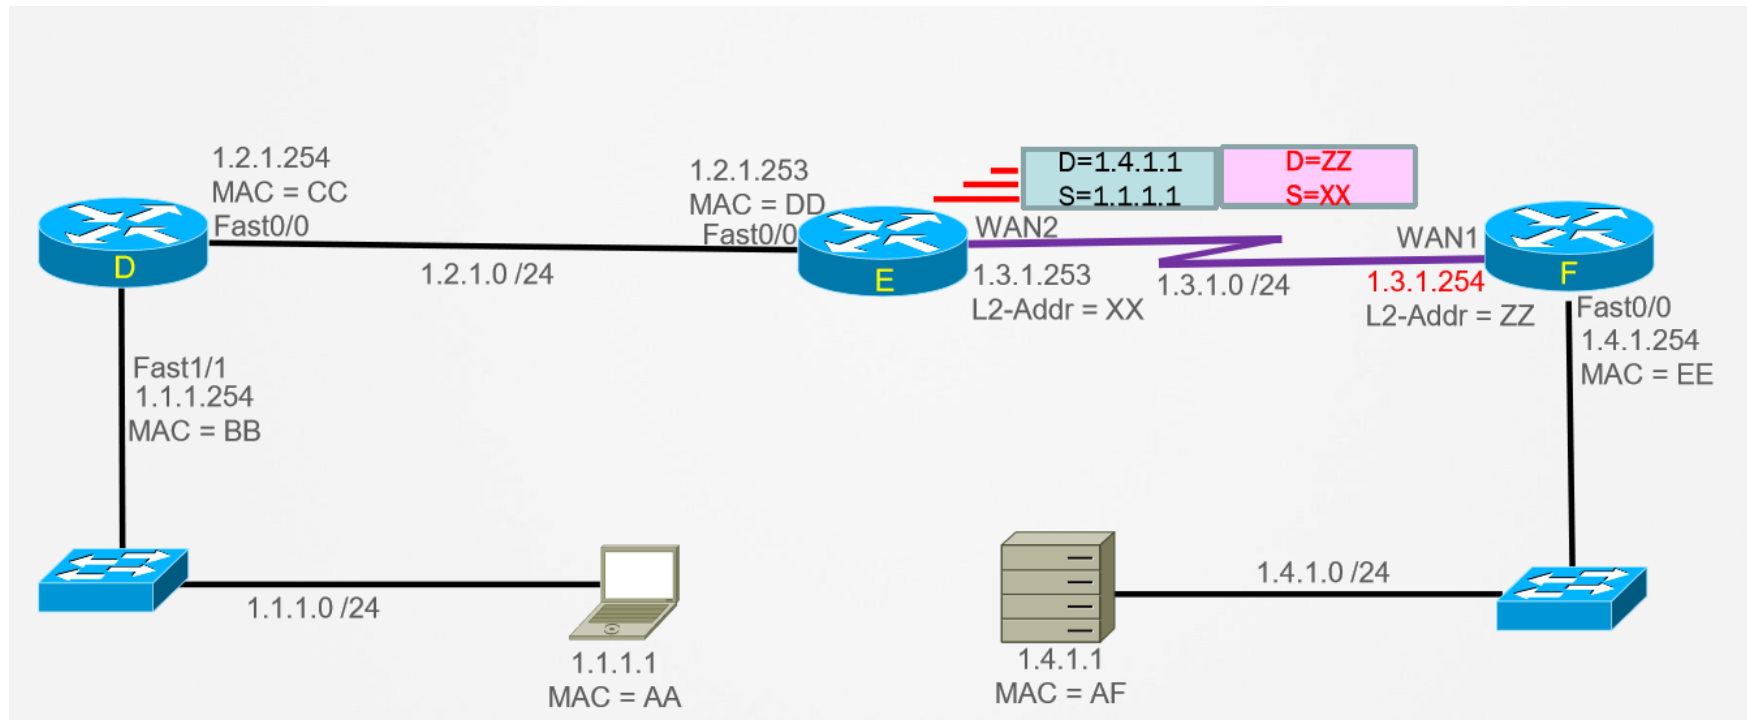 1.2.1.254
MAC = CC
Fast0/0
D
1.2.1.0 /24
1.2.1.253
MAC = DD
Fast0/0
E
D=1.4.1.1
S=1.1.1.1
D=ZZ
S=XX
WAN2
1.3.1.253
L2-Addr = XX
1.3.1.0 /24
WAN1
1.3.1.254
L2-Addr = ZZ
F
Fast0/0
1.4.1.254
MAC = EE
Fast1/1
1.1.1.254
MAC = BB
1.1.1.0 /24
1.1.1.1
MAC = AA
1.4.1.1
MAC = AF
1.4.1.0 /24